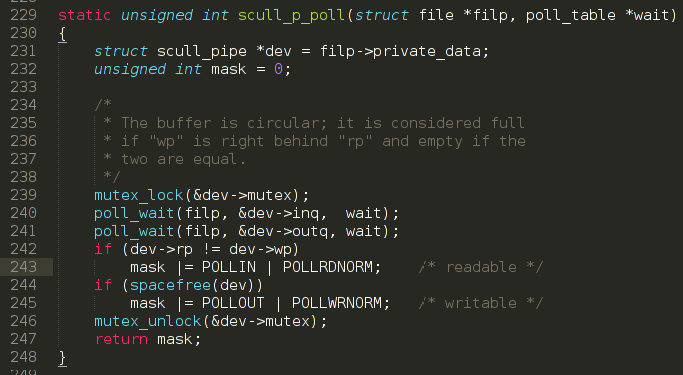 229 static unsigned int scull_p_poll(struct file *filp, poll_table *wait)
230 {
231     struct scull_pipe *dev = filp->private_data;
232     unsigned int mask = 0;
233
234     /*
235      * The buffer is circular; it is considered full
236      * if "wp" is right behind "rp" and empty if the
237      * two are equal.
238      */
239     mutex_lock(&dev->mutex);
240     poll_wait(filp, &dev->inq,  wait);
241     poll_wait(filp, &dev->outq, wait);
242     if (dev->rp != dev->wp)
243         mask |= POLLIN | POLLRDNORM;    /* readable */
244     if (spacefree(dev))
245         mask |= POLLOUT | POLLWRNORM;   /* writable */
246     mutex_unlock(&dev->mutex);
247     return mask;
248 }